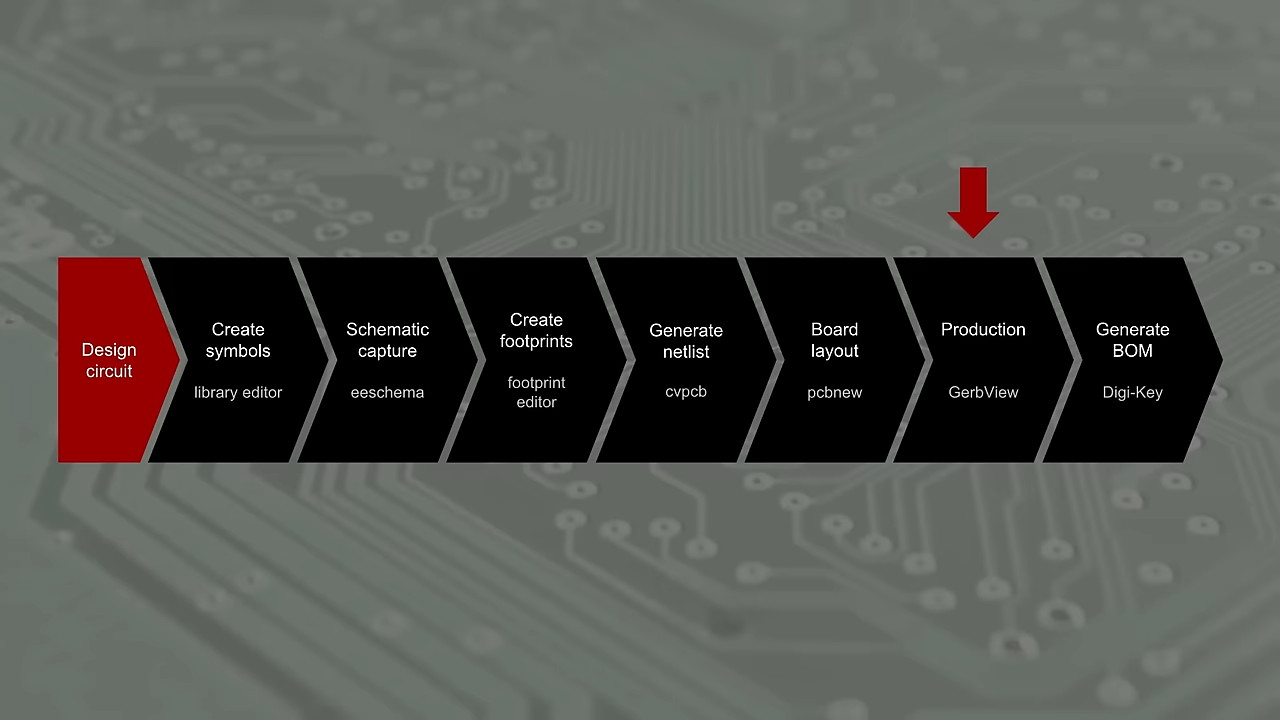 Design
circuit
Create
symbols
library editor
Schematic
capture
eeschema
Create
footprints
footprint
editor
Generate
netlist
cvpcb
Board
layout
pcbnew
Production
GerbView
Generate
BOM
Digi-Key